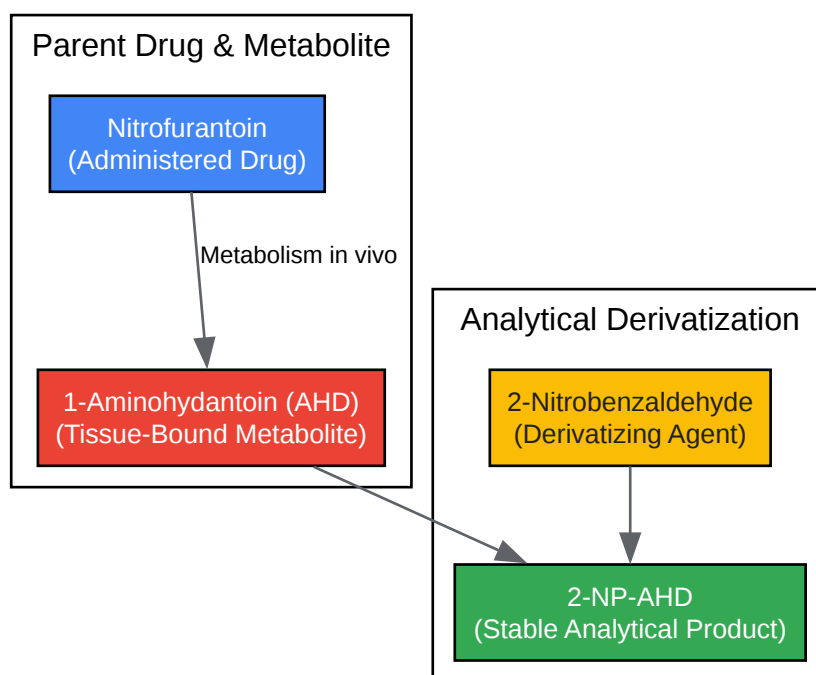 Parent Drug & Metabolite
Nitrofurantoin
(Administered Drug)
Metabolism in vivo
1-Aminohydantoin (AHD)
(Tissue-Bound Metabolite)
Analytical Derivatization
2-Nitrobenzaldehyde
(Derivatizing Agent)
2-NP-AHD
(Stable Analytical Product)